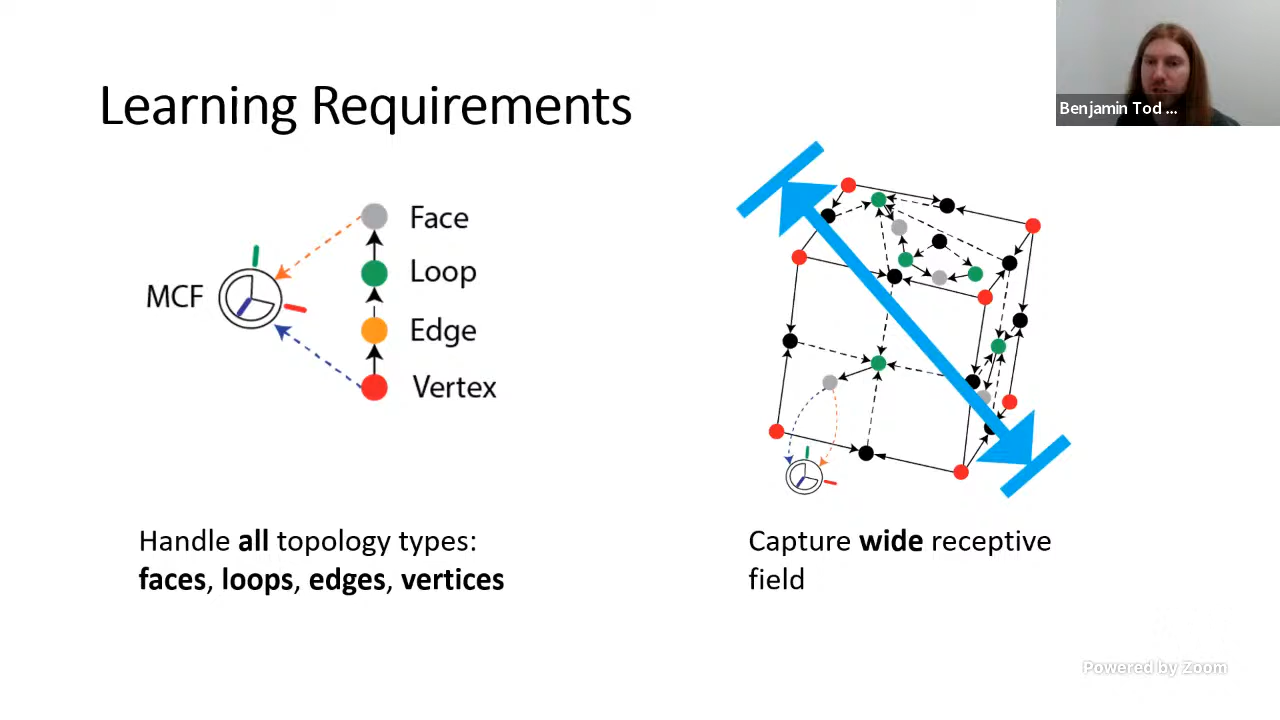 Learning Requirements
Benjamin Tod ...
Face
Loop
MCF
Edge
Vertex
Handle all topology types:
faces, loops, edges, vertices
Capture wide receptive
field
Powered by Zoom